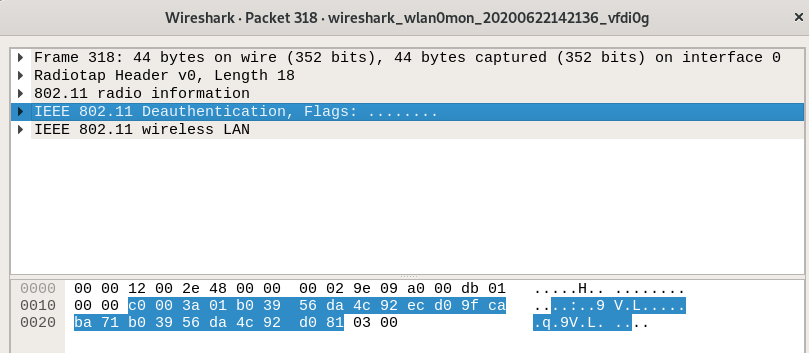 Wireshark · Packet 318 · wireshark_wlan0mon_20200622142136_vfdi0g
Frame 318: 44 bytes on wire (352 bits), 44 bytes captured (352 bits) on interface 0
Radiotap Header v0, Length 18
802.11 radio information
IEEE 802.11 Deauthentication, Flags: ........
IEEE 802.11 wireless LAN
0000 00 00 12 00 2e 48 00 00 00 02 9e 09 a0 00 db 01 .....H.. ........
0010 00 00 c0 00 3a 01 b0 39 56 da 4c 92 ec d0 9f ca ....:..9 V.L.....
0020 ba 71 b0 39 56 da 4c 92 d0 81 03 00 .q.9V.L. ....